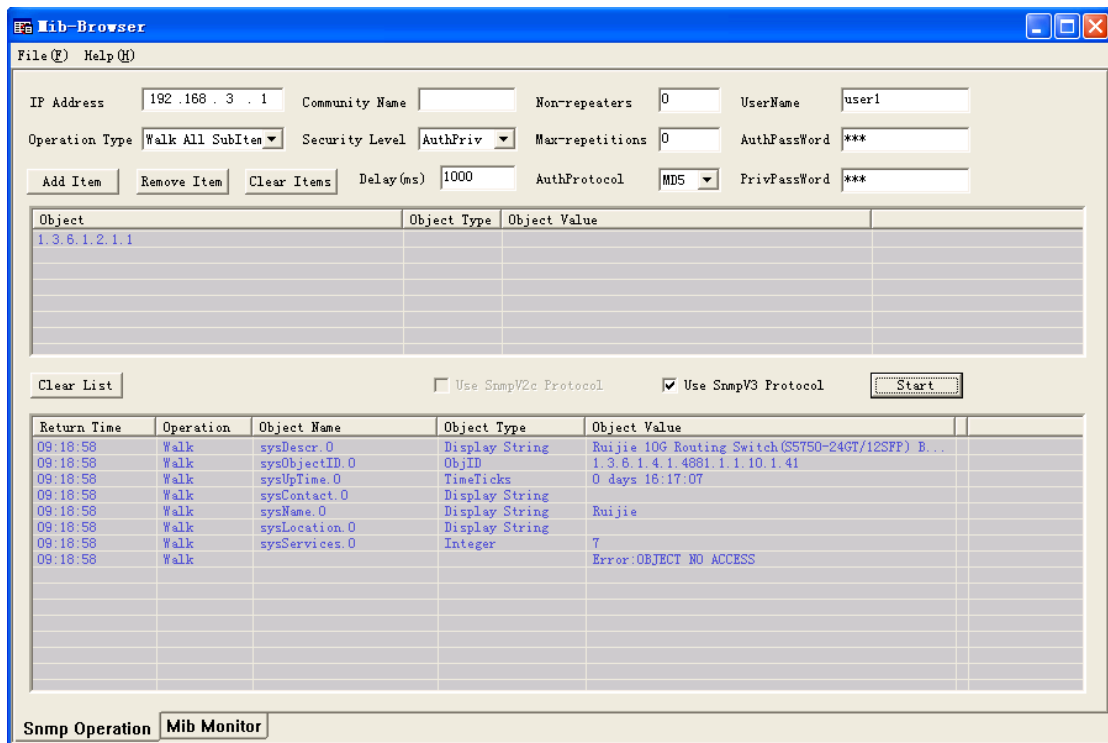 Mib-Browser
File(F) Help(H)
IP Address 192 .168 . 3 . 1 Community Name Non-repeaters 0 UserName user1
Operation Type Walk All SubItem Security Level AuthPriv Max-repetitions 0 AuthPassWord ***
Add Item Remove Item Clear Items Delay(ms) 1000 AuthProtocol MD5 PrivPassWord ***
Object Object Type Object Value
1.3.6.1.2.1.1
Clear List Use SnmpV2c Protocol Use SnmpV3 Protocol Start
Return Time Operation Object Name Object Type Object Value
09:18:58 Walk sysDescr.0 Display String Ruijie 10G Routing Switch(S5750-24GT/12SFP) B...
09:18:58 Walk sysObjectID.0 ObjID 1.3.6.1.4.1.4881.1.1.10.1.41
09:18:58 Walk sysUpTime.0 TimeTicks 0 days 16:17:07
09:18:58 Walk sysContact.0 Display String
09:18:58 Walk sysName.0 Display String Ruijie
09:18:58 Walk sysLocation.0 Display String
09:18:58 Walk sysServices.0 Integer 7
09:18:58 Walk Error:OBJECT NO ACCESS
Snmp Operation Mib Monitor